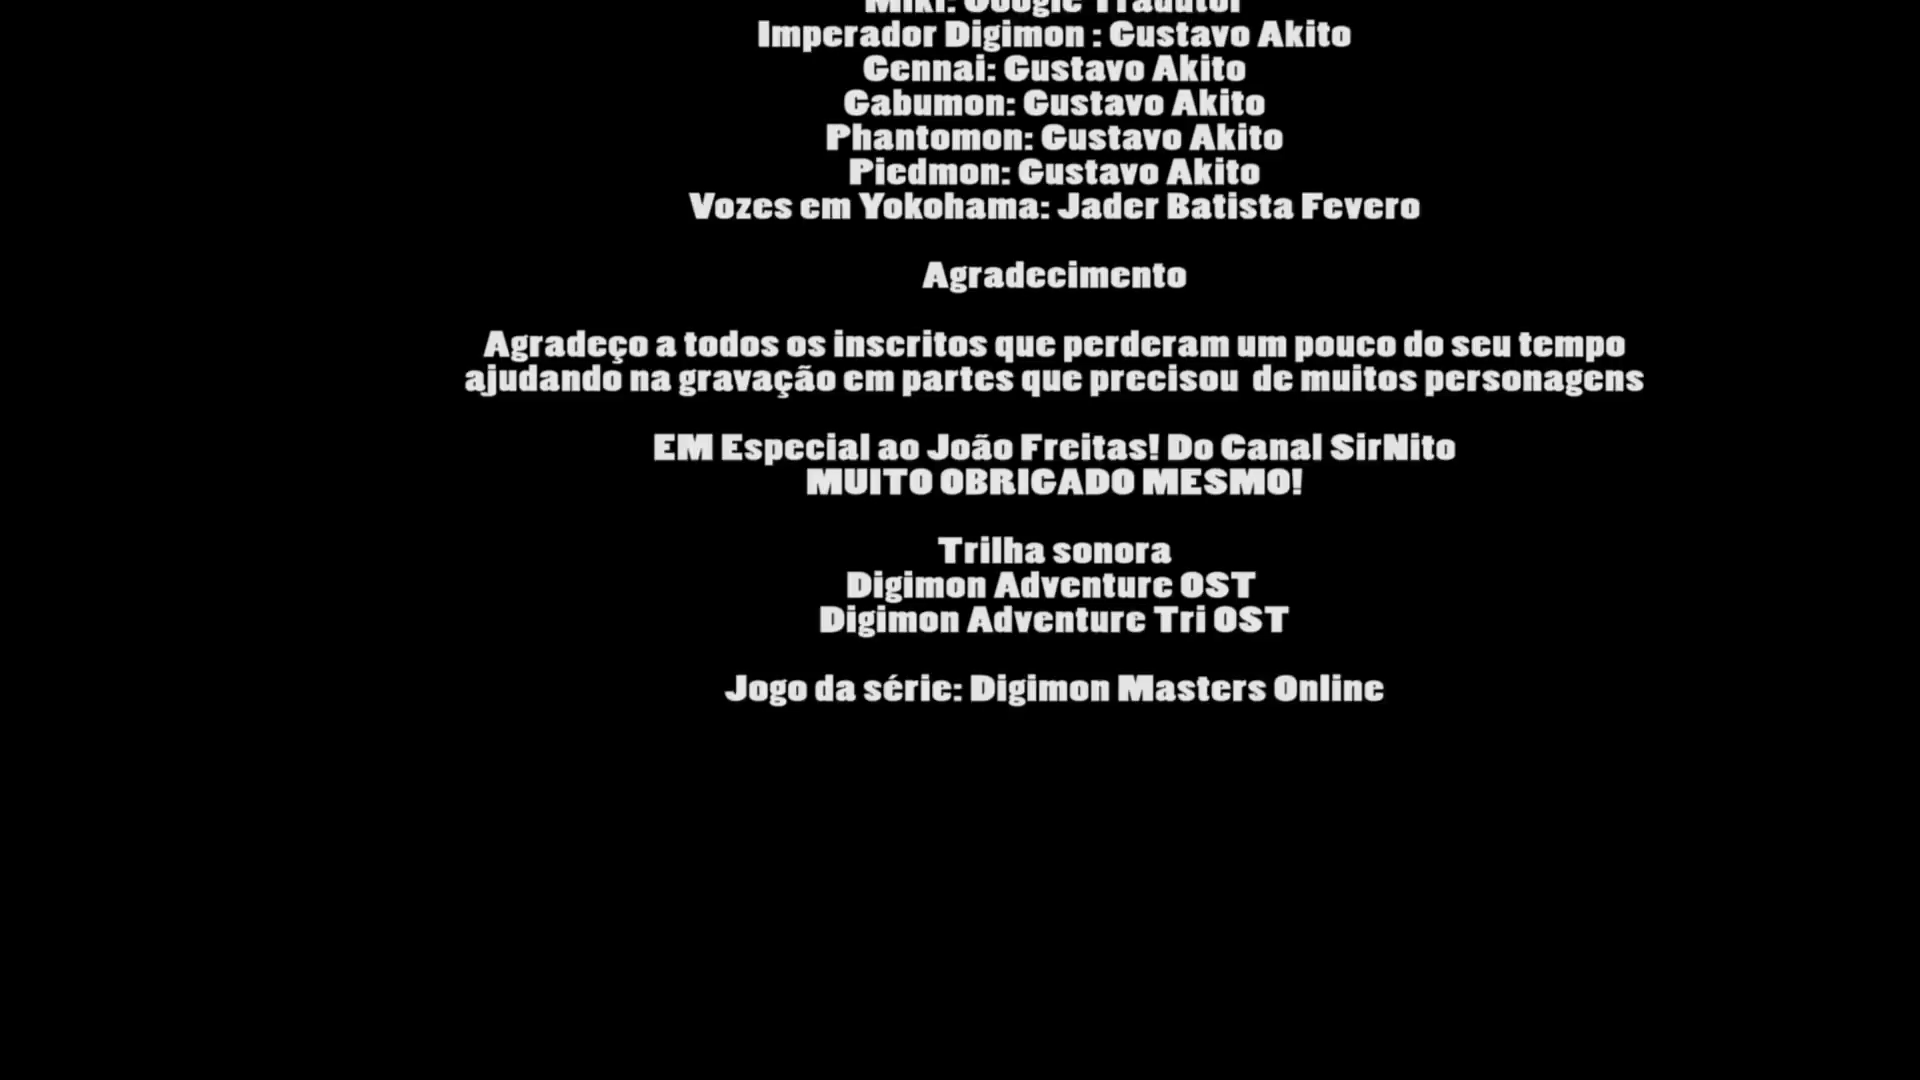 Miki: Google Tradutor
Imperador Digimon : Gustavo Akito
Gennai: Gustavo Akito
Gabumon: Gustavo Akito
Phantomon: Gustavo Akito
Piedmon: Gustavo Akito
Vozes em Yokohama: Jader Batista Fevero
Agradecimento
Agradeço a todos os inscritos que perderam um pouco do seu tempo
ajudando na gravação em partes que precisou de muitos personagens
EM Especial ao João Freitas! Do Canal SirNito
MUITO OBRIGADO MESMO!
Trilha sonora
Digimon Adventure OST
Digimon Adventure Tri OST
Jogo da série: Digimon Masters Online